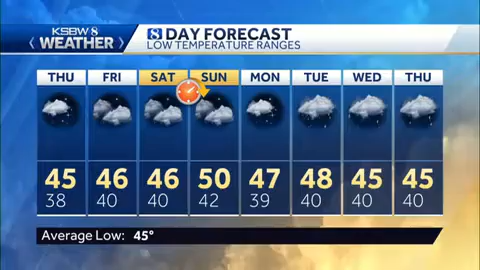 KSBW 8
WEATHER
8 DAY FORECAST
LOW TEMPERATURE RANGES
THU FRI SAT SUN MON TUE WED THU
45 46 46 50 47 48 45 45
38 40 40 42 39 40 40 40
Average Low: 45°